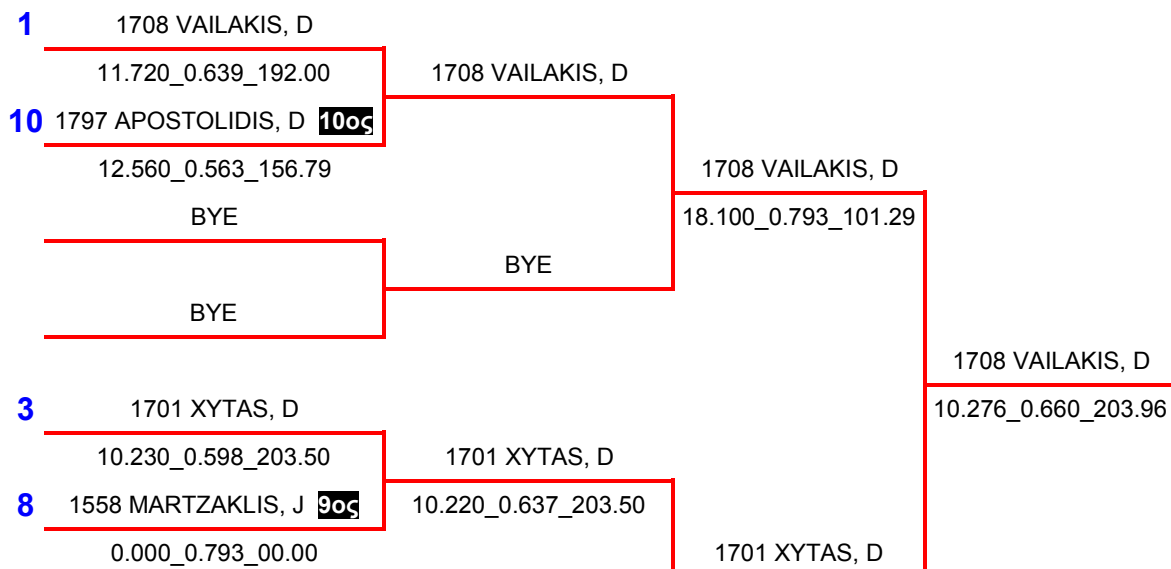 1 1708 VAILAKIS, D
11.720_0.639_192.00
1708 VAILAKIS, D
10 1797 APOSTOLIDIS, D 10ος
12.560_0.563_156.79
1708 VAILAKIS, D
BYE
18.100_0.793_101.29
BYE
BYE
1708 VAILAKIS, D
3 1701 XYTAS, D
10.276_0.660_203.96
10.230_0.598_203.50
1701 XYTAS, D
8 1558 MARTZAKLIS, J 9ος
10.220_0.637_203.50
0.000_0.793_00.00
1701 XYTAS, D